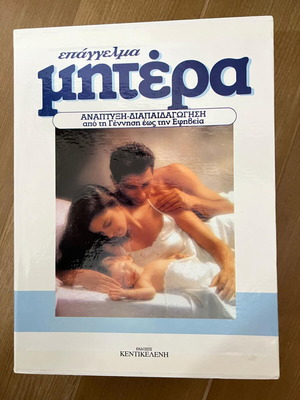 επάγγελμα
μητέρα
ΑΝΑΠΤΥΞΗ-ΔΙΑΠΑΙΔΑΓΩΓΗΣΗ
από τη Γέννηση έως την Εφηβεία
ΕΚΔΟΣΕΙΣ
ΚΕΝΤΙΚΕΛΕΝΗ